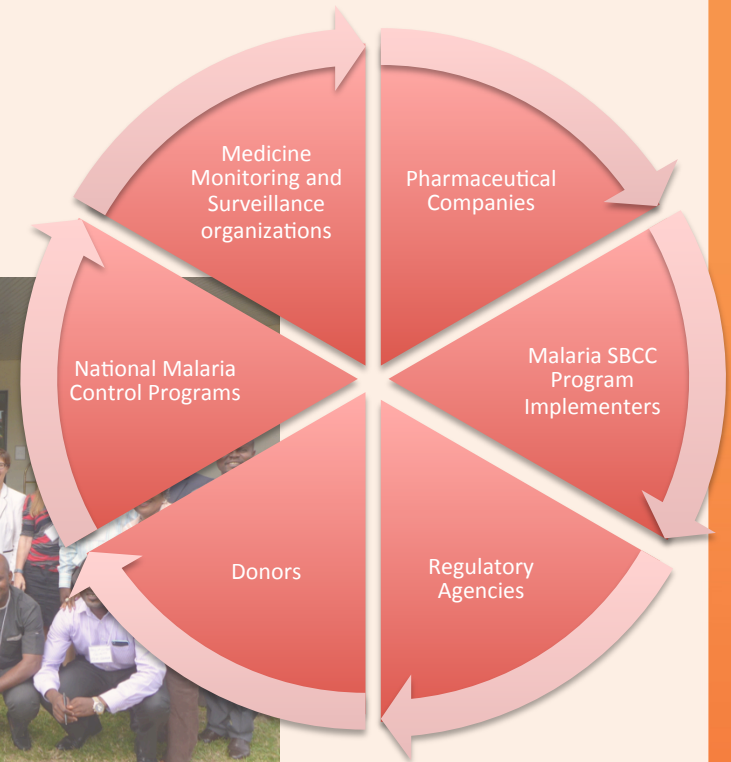 Pharmaceutical
Companies
Malaria SBCC
Program
Implementers
Regulatory
Agencies
Donors
National Malaria
Control Programs
Medicine
Monitoring and
Surveillance
organizations